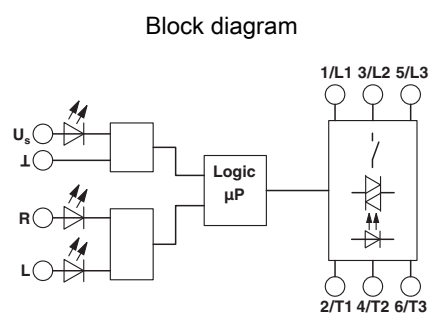 Block diagram
1/L1 3/L2 5/L3
Us
⊥
Logic
µP
R
L
2/T1 4/T2 6/T3